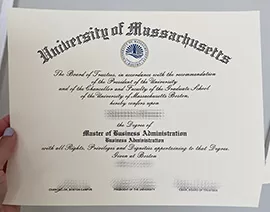 University of Massachusetts
The Board of Trustees, in accordance with the recommendation
of the President of the University
and of the Chancellor and Faculty of the Graduate School
of the University of Massachusetts Boston,
hereby confers upon
the Degree of
Master of Business Administration
Business Administration
with all Rights, Privileges and Dignities appertaining to that Degree.
Given at Boston